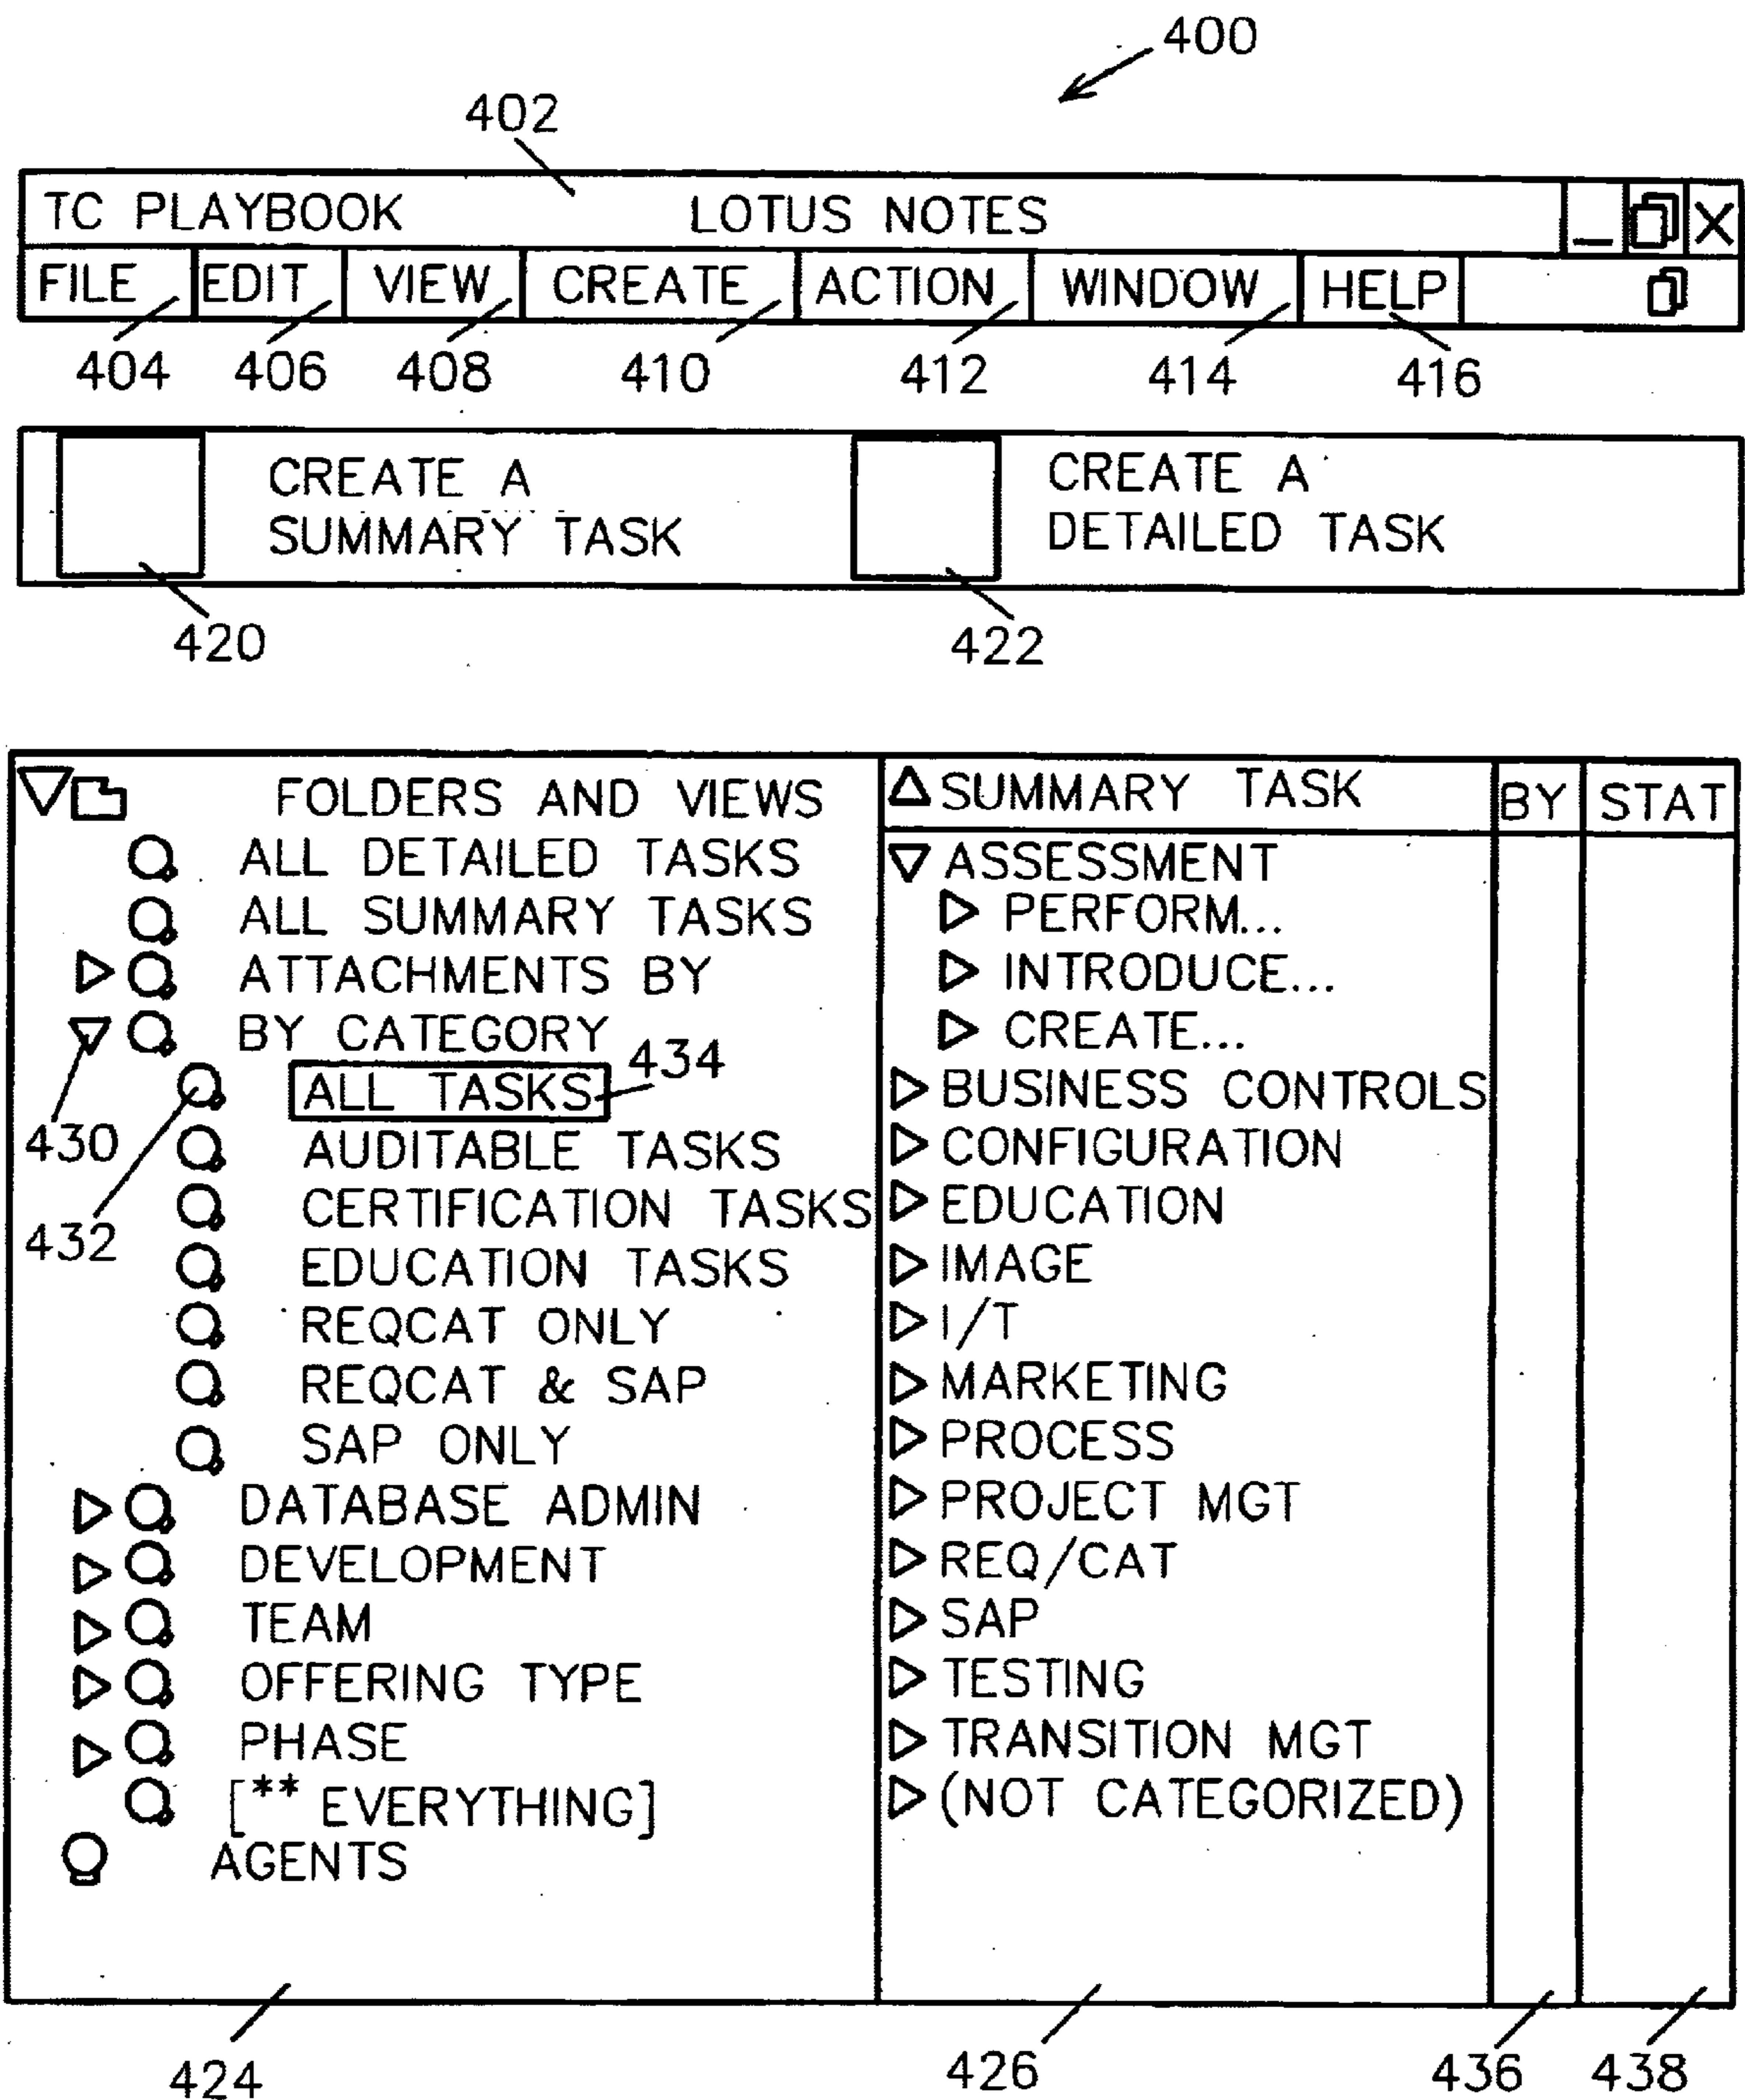 400
402
TC PLAYBOOK LOTUS NOTES
FILE EDIT VIEW CREATE ACTION WINDOW HELP
404 406 408 410 412 414 416
CREATE A
SUMMARY TASK
CREATE A
DETAILED TASK
420 422
FOLDERS AND VIEWS
ALL DETAILED TASKS
ALL SUMMARY TASKS
ATTACHMENTS BY
BY CATEGORY
ALL TASKS
434
430
AUDITABLE TASKS
CERTIFICATION TASKS
432
EDUCATION TASKS
REQCAT ONLY
REQCAT & SAP
SAP ONLY
DATABASE ADMIN
DEVELOPMENT
TEAM
OFFERING TYPE
PHASE
[** EVERYTHING]
AGENTS
SUMMARY TASK BY STAT
ASSESSMENT
PERFORM...
INTRODUCE...
CREATE...
BUSINESS CONTROLS
CONFIGURATION
EDUCATION
IMAGE
I/T
MARKETING
PROCESS
PROJECT MGT
REQ/CAT
SAP
TESTING
TRANSITION MGT
(NOT CATEGORIZED)
424 426 436 438